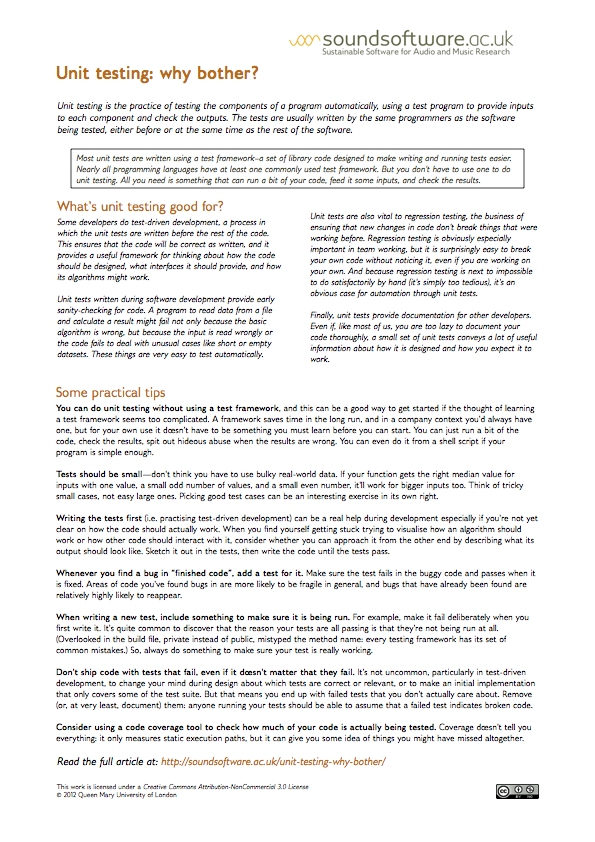 soundsoftware.ac.uk
Sustainable Software for Audio and Music Research
Unit testing: why bother?
Unit testing is the practice of testing the components of a program automatically, using a test program to provide inputs
to each component and check the outputs. The tests are usually written by the same programmers as the software
being tested, either before or at the same time as the rest of the software.
Most unit tests are written using a test framework–a set of library code designed to make writing and running tests easier.
Nearly all programming languages have at least one commonly used test framework. But you don't have to use one to do
unit testing. All you need is something that can run a bit of your code, feed it some inputs, and check the results.
What's unit testing good for?
Some developers do test-driven development, a process in
which the unit tests are written before the rest of the code.
This ensures that the code will be correct as written, and it
provides a useful framework for thinking about how the code
should be designed, what interfaces it should provide, and how
its algorithms might work.
Unit tests written during software development provide early
sanity-checking for code. A program to read data from a file
and calculate a result might fail not only because the basic
algorithm is wrong, but because the input is read wrongly or
the code fails to deal with unusual cases like short or empty
datasets. These things are very easy to test automatically.
Unit tests are also vital to regression testing, the business of
ensuring that new changes in code don't break things that were
working before. Regression testing is obviously especially
important in team working, but it is surprisingly easy to break
your own code without noticing it, even if you are working on
your own. And because regression testing is next to impossible
to do satisfactorily by hand (it's simply too tedious), it's an
obvious case for automation through unit tests.
Finally, unit tests provide documentation for other developers.
Even if, like most of us, you are too lazy to document your
code thoroughly, a small set of unit tests conveys a lot of useful
information about how it is designed and how you expect it to
work.
Some practical tips
You can do unit testing without using a test framework, and this can be a good way to get started if the thought of learning
a test framework seems too complicated. A framework saves time in the long run, and in a company context you'd always have
one, but for your own use it doesn't have to be something you must learn before you can start. You can just run a bit of the
code, check the results, spit out hideous abuse when the results are wrong. You can even do it from a shell script if your
program is simple enough.
Tests should be small—don't think you have to use bulky real-world data. If your function gets the right median value for
inputs with one value, a small odd number of values, and a small even number, it'll work for bigger inputs too. Think of tricky
small cases, not easy large ones. Picking good test cases can be an interesting exercise in its own right.
Writing the tests first (i.e. practising test-driven development) can be a real help during development especially if you're not yet
clear on how the code should actually work. When you find yourself getting stuck trying to visualise how an algorithm should
work or how other code should interact with it, consider whether you can approach it from the other end by describing what its
output should look like. Sketch it out in the tests, then write the code until the tests pass.
Whenever you find a bug in "finished code", add a test for it. Make sure the test fails in the buggy code and passes when it
is fixed. Areas of code you've found bugs in are more likely to be fragile in general, and bugs that have already been found are
relatively highly likely to reappear.
When writing a new test, include something to make sure it is being run. For example, make it fail deliberately when you
first write it. It's quite common to discover that the reason your tests are all passing is that they're not being run at all.
(Overlooked in the build file, private instead of public, mistyped the method name: every testing framework has its set of
common mistakes.) So, always do something to make sure your test is really working.
Don't ship code with tests that fail, even if it doesn't matter that they fail. It's not uncommon, particularly in test-driven
development, to change your mind during design about which tests are correct or relevant, or to make an initial implementation
that only covers some of the test suite. But that means you end up with failed tests that you don't actually care about. Remove
(or, at very least, document) them: anyone running your tests should be able to assume that a failed test indicates broken code.
Consider using a code coverage tool to check how much of your code is actually being tested. Coverage doesn't tell you
everything: it only measures static execution paths, but it can give you some idea of things you might have missed altogether.
Read the full article at: http://soundsoftware.ac.uk/unit-testing-why-bother/
This work is licensed under a Creative Commons Attribution-NonCommercial 3.0 License
© 2012 Queen Mary University of London
cc
BY NC